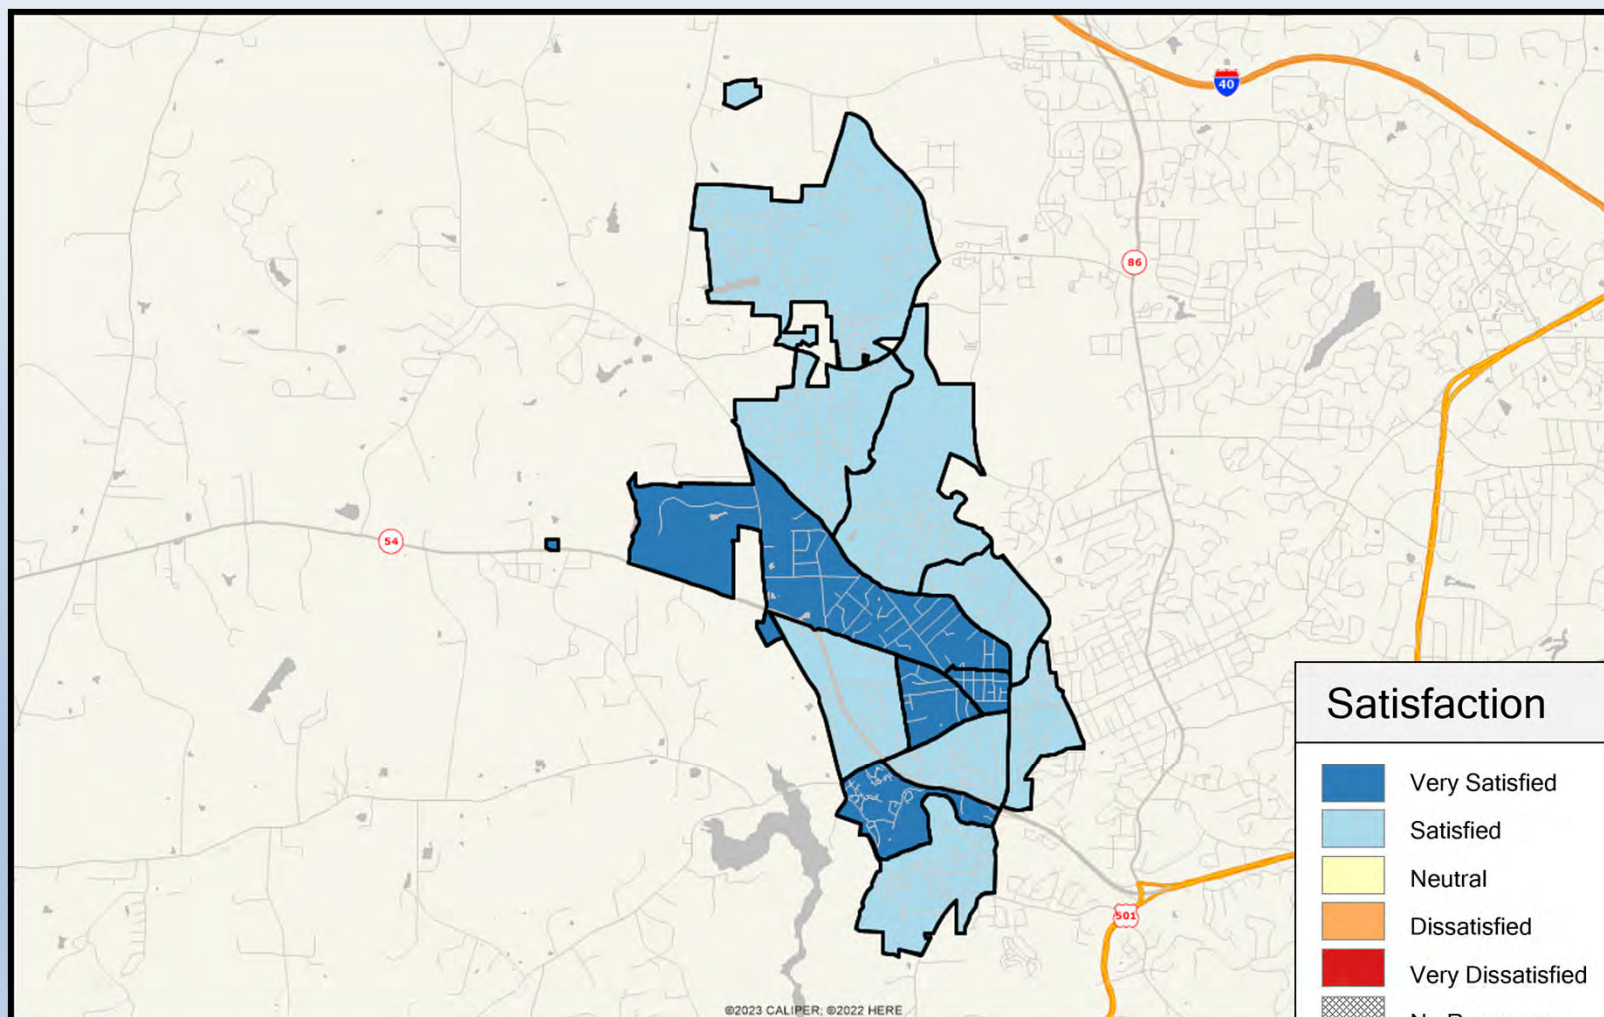 40
86
54
Satisfaction
Very Satisfied
Satisfied
Neutral
Dissatisfied
501
Very Dissatisfied
©2023 CALIPER; ©2022 HERE